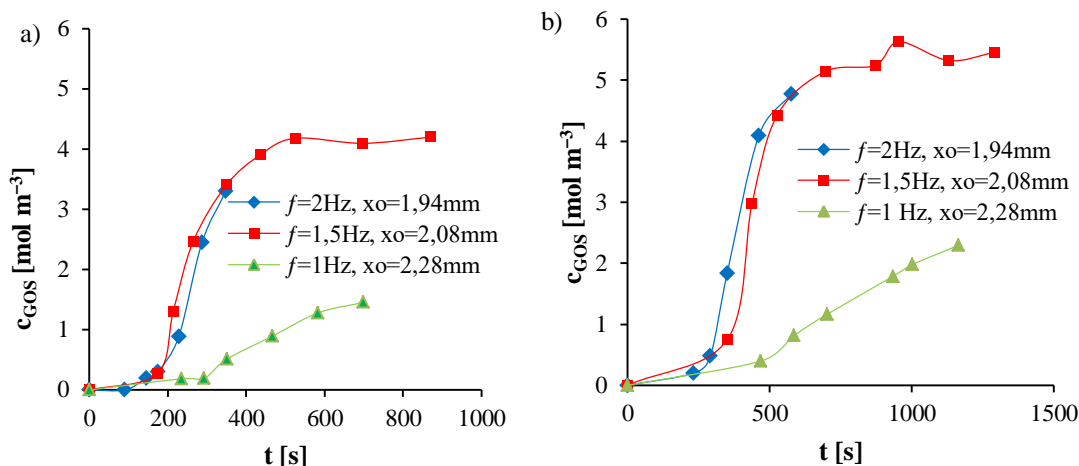 a)
6
5
4
3
2
1
0
0 200 400 600 800 1000
c_GOS [mol m⁻³]
t [s]
f=2Hz, xo=1,94mm
f=1,5Hz, xo=2,08mm
f=1Hz, xo=2,28mm
b)
6
5
4
3
2
1
0
0 500 1000 1500
c_GOS [mol m⁻³]
t [s]
f=2Hz, xo=1,94mm
f=1,5Hz, xo=2,08mm
f=1 Hz, xo=2,28mm